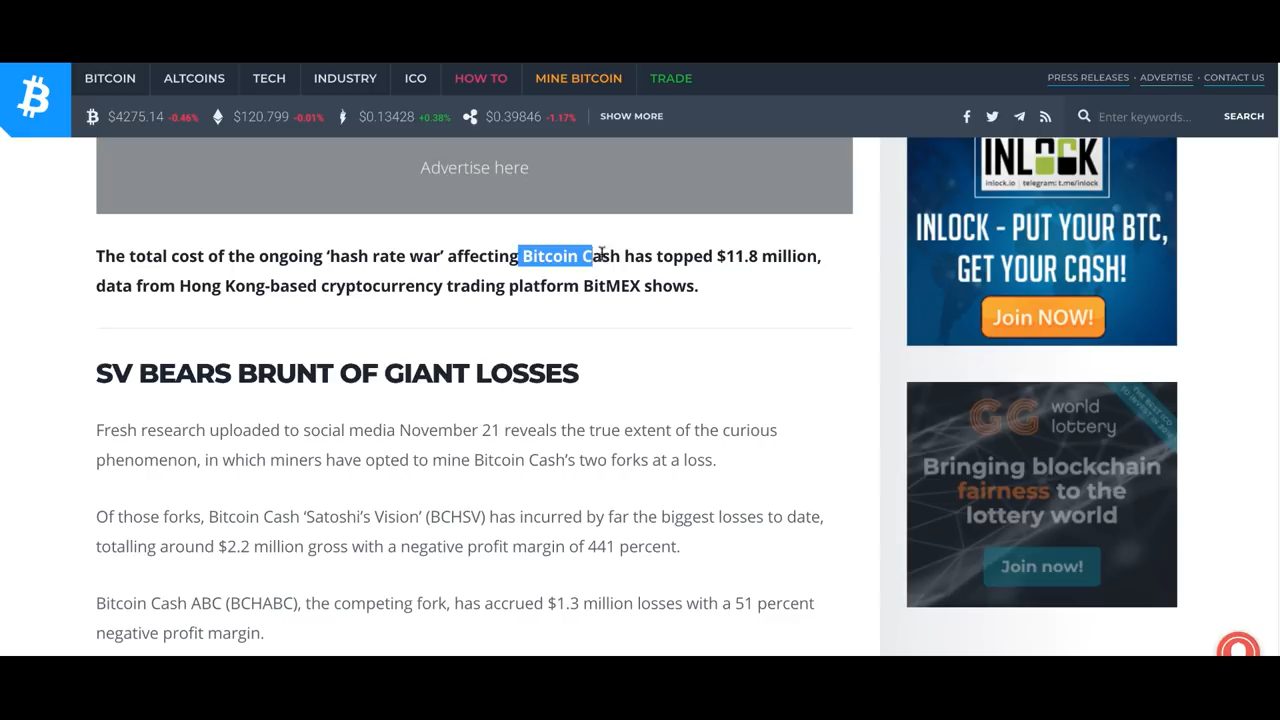 BITCOIN ALTCOINS TECH INDUSTRY ICO HOW TO MINE BITCOIN TRADE PRESS RELEASES · ADVERTISE · CONTACT US
$4275.14 -0.46% $120.799 -0.01% $0.13428 +0.38% $0.39846 -1.17% SHOW MORE Enter keywords... SEARCH
Advertise here
The total cost of the ongoing ‘hash rate war’ affecting Bitcoin Cash has topped $11.8 million,
data from Hong Kong-based cryptocurrency trading platform BitMEX shows.
SV BEARS BRUNT OF GIANT LOSSES
Fresh research uploaded to social media November 21 reveals the true extent of the curious
phenomenon, in which miners have opted to mine Bitcoin Cash’s two forks at a loss.
Of those forks, Bitcoin Cash ‘Satoshi’s Vision’ (BCHSV) has incurred by far the biggest losses to date,
totalling around $2.2 million gross with a negative profit margin of 441 percent.
Bitcoin Cash ABC (BCHABC), the competing fork, has accrued $1.3 million losses with a 51 percent
negative profit margin.
INLOCK
inlock.io | telegram: t.me/inlock
INLOCK - PUT YOUR BTC,
GET YOUR CASH!
Join NOW!
GG world
lottery
Bringing blockchain
fairness to the
lottery world
Join now!